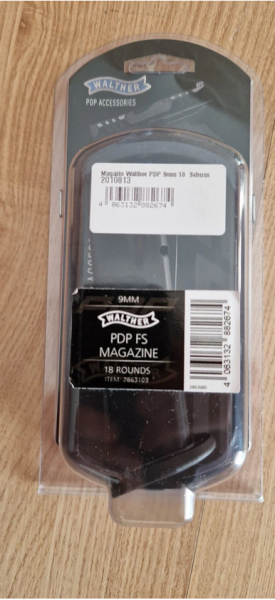 WALTHER
PDP ACCESSORIES
Magazin Walther PDP 9mm 18 Schuss
2010813
4 063132 882674
9MM
WALTHER
PDP FS
MAGAZINE
18 ROUNDS
ITEM: 2863103
4 063132 882674